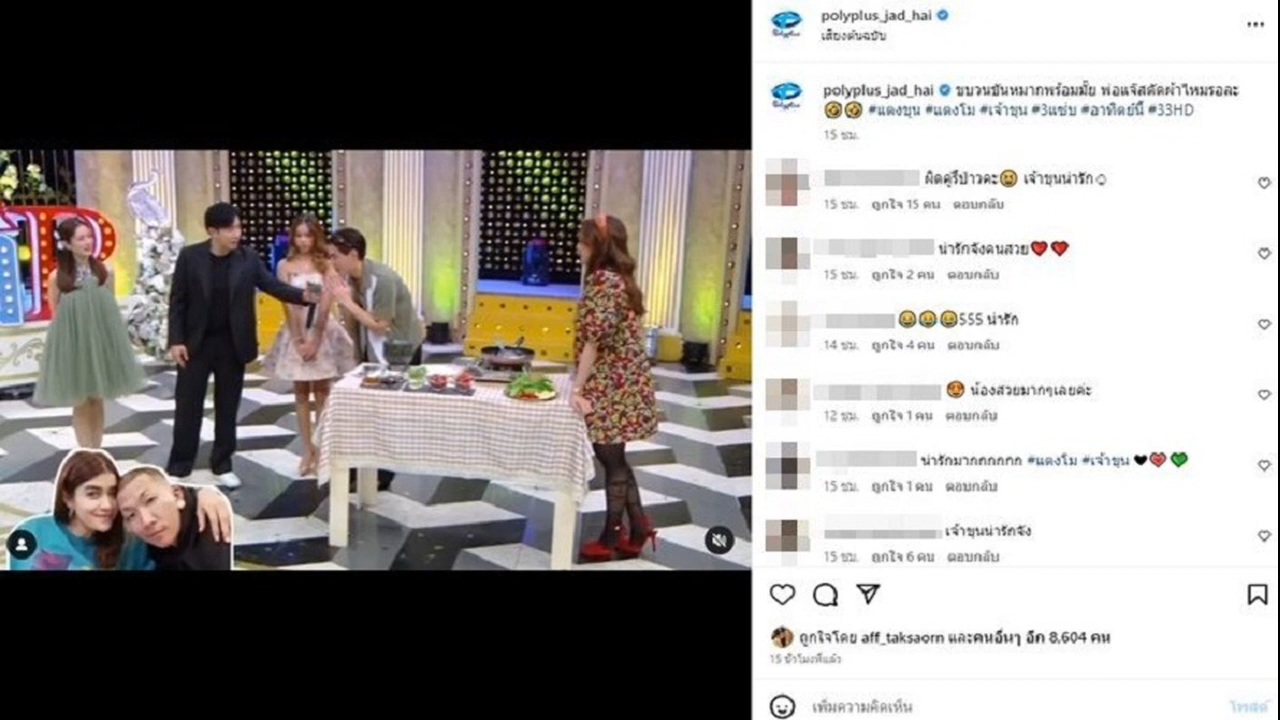 polyplus_jad_hai
เสียงต้นฉบับ
polyplus_jad_hai ขบวนขันหมากพร้อมมั้ย พ่อแจ๊สตัดผ้าไหมรอละ
🤣🤣 #แตงขุน #แตงโม #เจ้าขุน #3แซ่บ #อาทิตย์นี้ #33HD
15 ชม.
ผิดคู่รึป่าวคะ😆 เจ้าขุนน่ารัก☺
15 ชม. ถูกใจ 15 คน ตอบกลับ
น่ารักจังคนสวย❤️❤️
15 ชม. ถูกใจ 2 คน ตอบกลับ
😂😂😂555 น่ารัก
14 ชม. ถูกใจ 4 คน ตอบกลับ
😍 น้องสวยมากๆเลยค่ะ
12 ชม. ถูกใจ 1 คน ตอบกลับ
น่ารักมากกกกกก #แตงโม #เจ้าขุน 🖤💖💚
15 ชม. ถูกใจ 1 คน ตอบกลับ
เจ้าขุนน่ารักจัง
15 ชม. ถูกใจ 6 คน ตอบกลับ
ถูกใจโดย aff_taksaorn และคนอื่นๆ อีก 8,604 คน
15 ชั่วโมงที่แล้ว
เพิ่มความคิดเห็น
โพสต์